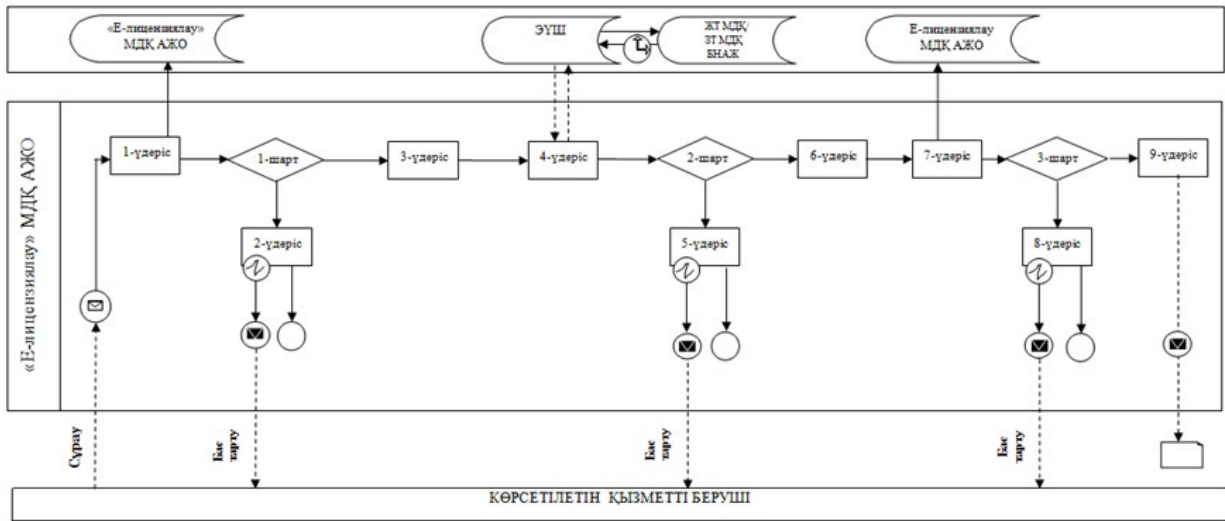 «Е-лицензиялау»
МДҚ АЖО
ЭҮШ
ЖТ МДҚ/
ЗТ МДҚ
БНАЖ
Е-лицензиялау
МДҚ АЖО
«Е-лицензиялау» МДҚ АЖО
1-үдеріс
1-шарт
3-үдеріс
4-үдеріс
2-шарт
6-үдеріс
7-үдеріс
3-шарт
9-үдеріс
2-үдеріс
5-үдеріс
8-үдеріс
Сұрау
Бас
тарту
Бас
тарту
Бас
тарту
КӨРСЕТІЛЕТІН ҚЫЗМЕТТІ БЕРУШІ